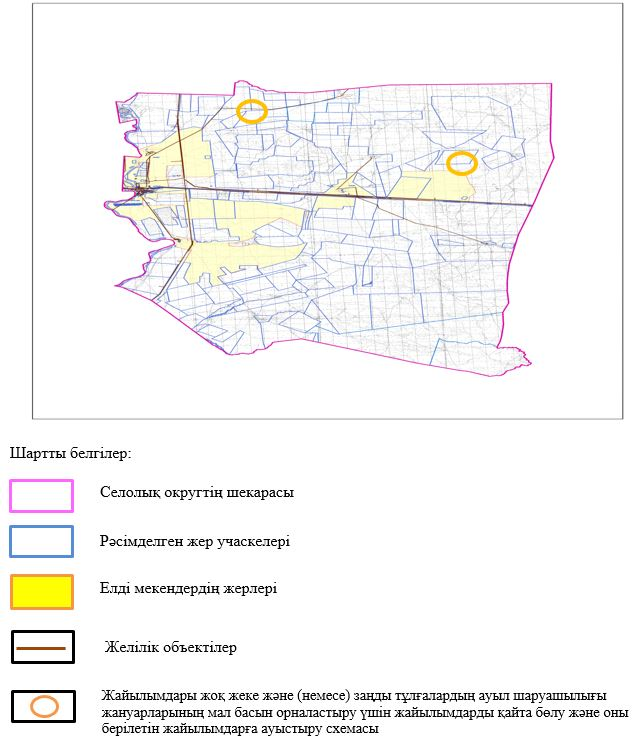 Шартты белгілер:
Селолық округтің шекарасы
Рәсімделген жер учаскелері
Елді мекендердің жерлері
Желілік объектілер
Жайылымдары жоқ жеке және (немесе) заңды тұлғалардың ауыл шаруашылығы
жануарларының мал басын орналастыру үшін жайылымдарды қайта бөлу және оны
берілетін жайылымдарға ауыстыру схемасы